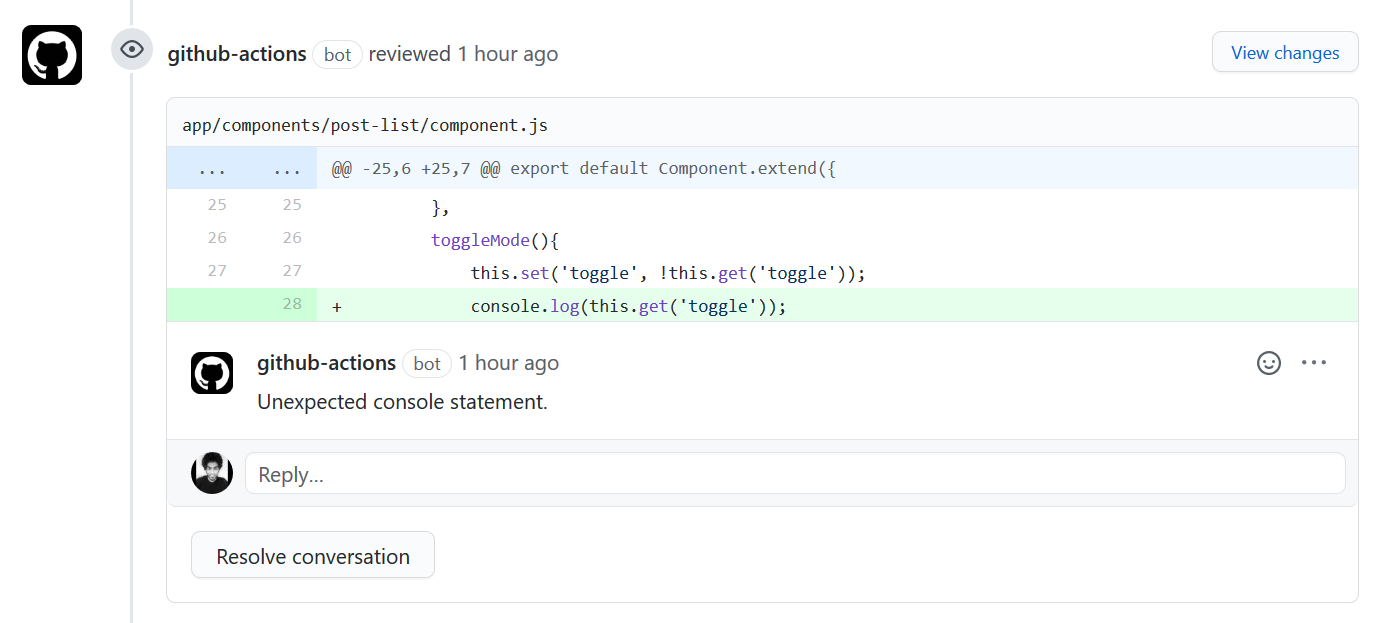 github-actions bot reviewed 1 hour ago
View changes
app/components/post-list/component.js
... ... @@ -25,6 +25,7 @@ export default Component.extend({
25 25 },
26 26 toggleMode(){
27 27 this.set('toggle', !this.get('toggle'));
28 + console.log(this.get('toggle'));
github-actions bot 1 hour ago
Unexpected console statement.
Reply...
Resolve conversation